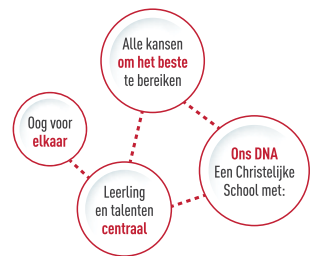 Alle kansen
om het beste
te bereiken
Oog voor
elkaar
Ons DNA
Een Christelijke
School met:
Leerling
en talenten
centraal